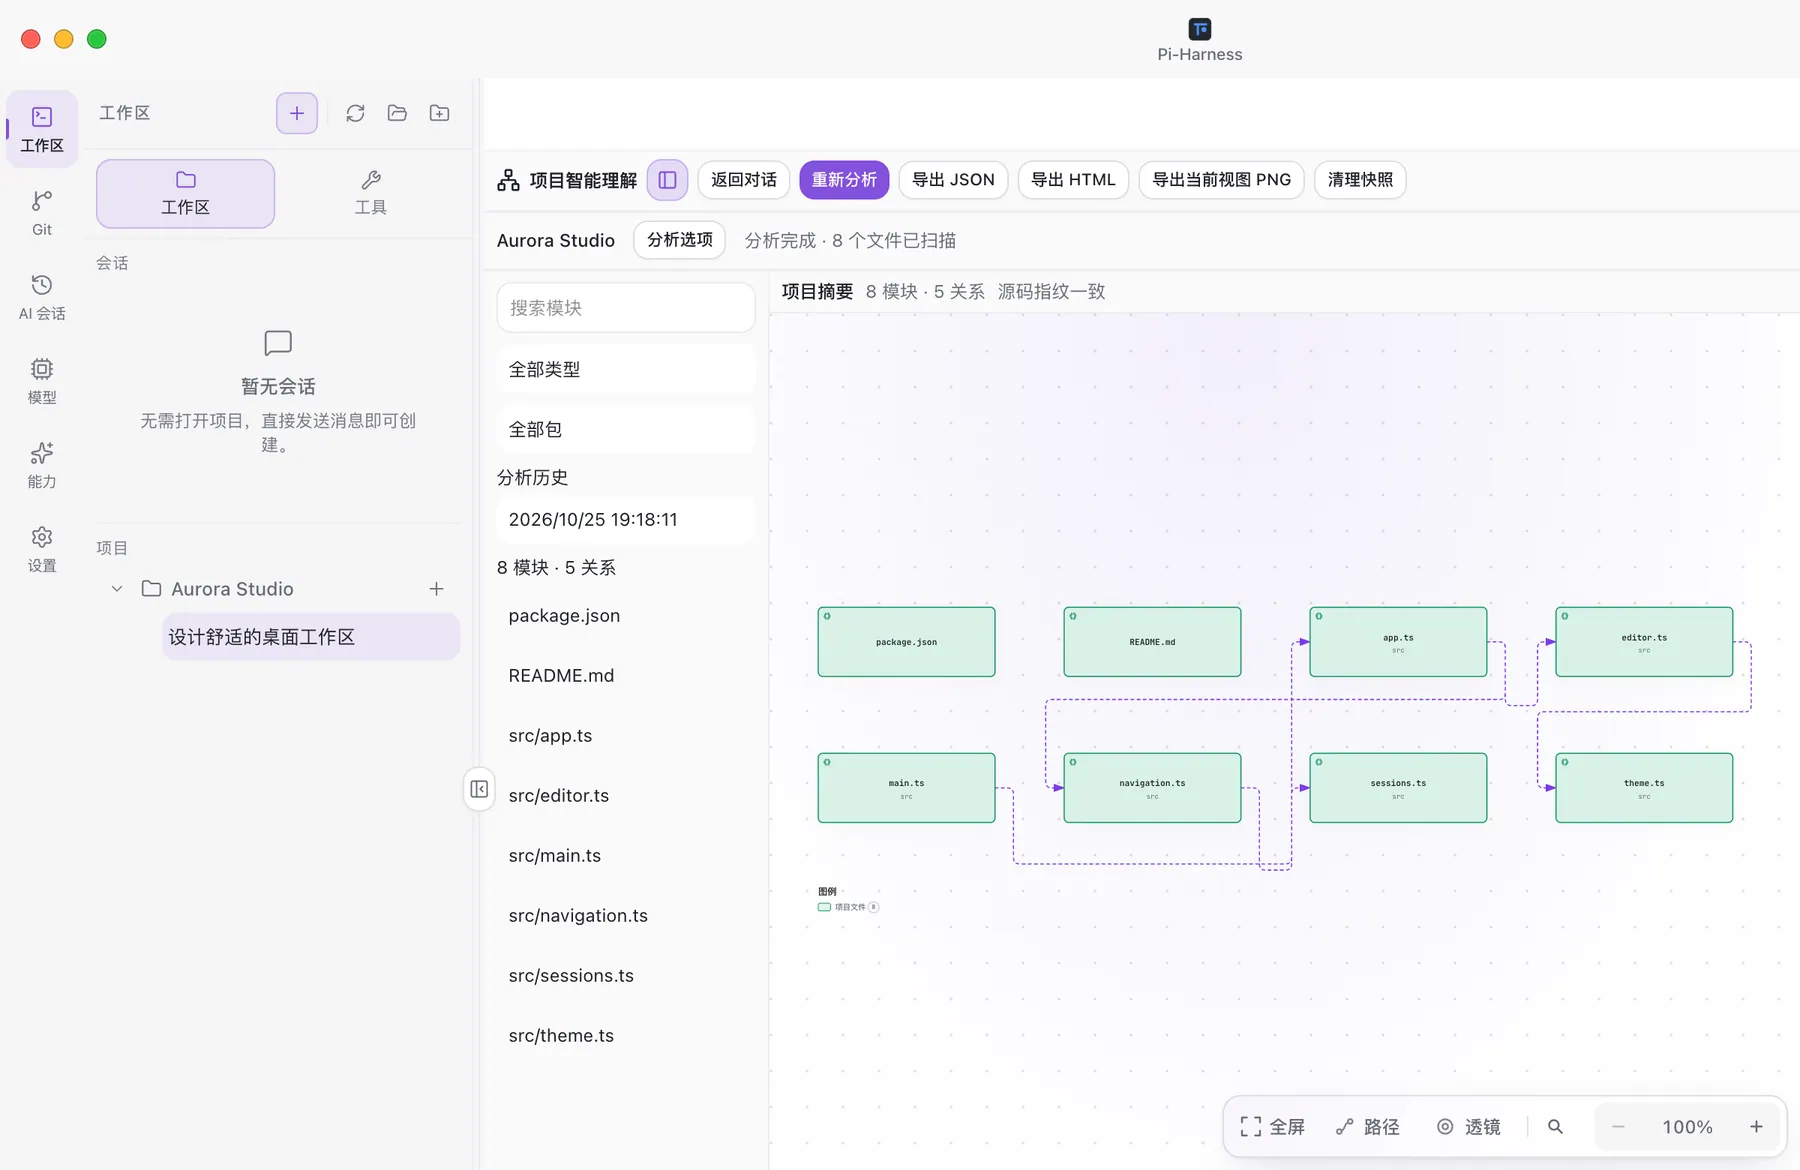 Pi-Harness
工作区
Git
AI 会话
模型
能力
设置
工作区
工作区
工具
会话
暂无会话
无需打开项目，直接发送消息即可创
建。
项目
Aurora Studio
设计舒适的桌面工作区
项目智能理解
返回对话
重新分析
导出 JSON
导出 HTML
导出当前视图 PNG
清理快照
Aurora Studio
分析选项
分析完成 · 8 个文件已扫描
搜索模块
全部类型
全部包
分析历史
2026/10/25 19:18:11
8 模块 · 5 关系
package.json
README.md
src/app.ts
src/editor.ts
src/main.ts
src/navigation.ts
src/sessions.ts
src/theme.ts
项目摘要 8 模块 · 5 关系 源码指纹一致
package.json
README.md
app.ts
src
editor.ts
src
main.ts
src
navigation.ts
src
sessions.ts
src
theme.ts
src
图例
项目文件 8
全屏
路径
透镜
100%